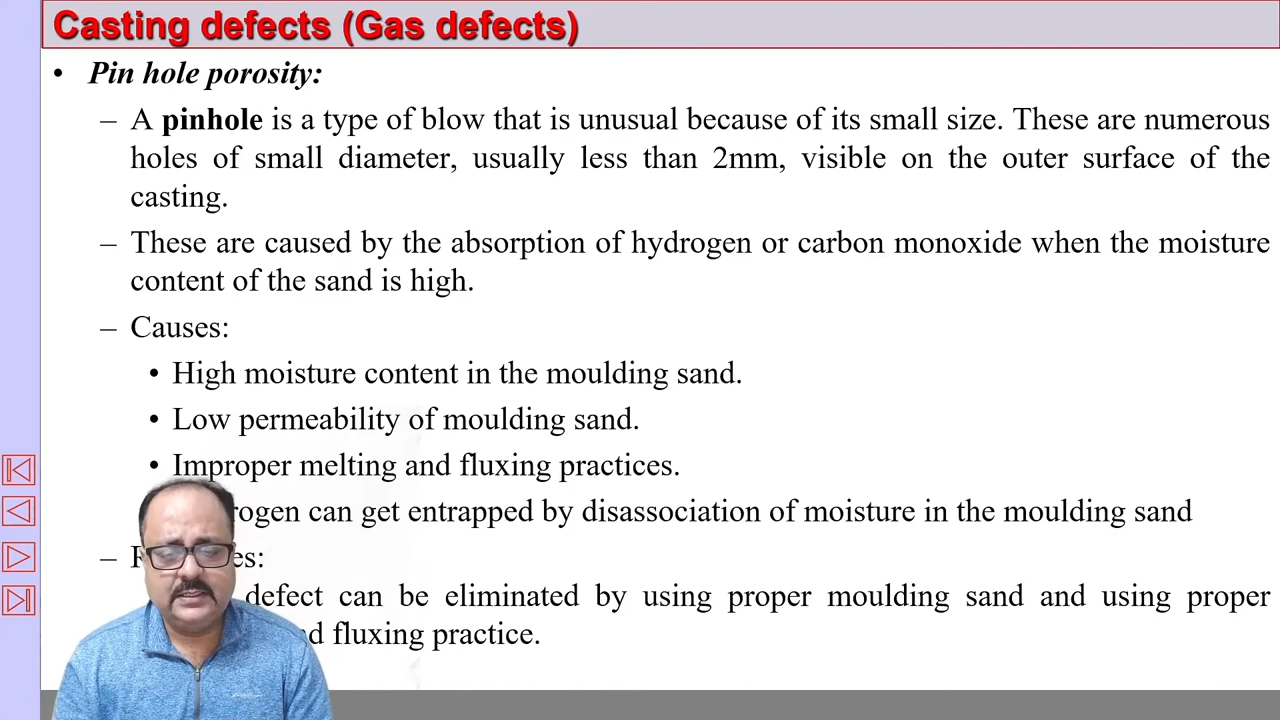 Casting defects (Gas defects)
• Pin hole porosity:
– A pinhole is a type of blow that is unusual because of its small size. These are numerous
holes of small diameter, usually less than 2mm, visible on the outer surface of the
casting.
– These are caused by the absorption of hydrogen or carbon monoxide when the moisture
content of the sand is high.
– Causes:
• High moisture content in the moulding sand.
• Low permeability of moulding sand.
• Improper melting and fluxing practices.
can get entrapped by disassociation of moisture in the moulding sand
–
defect can be eliminated by using proper moulding sand and using proper
fluxing practice.